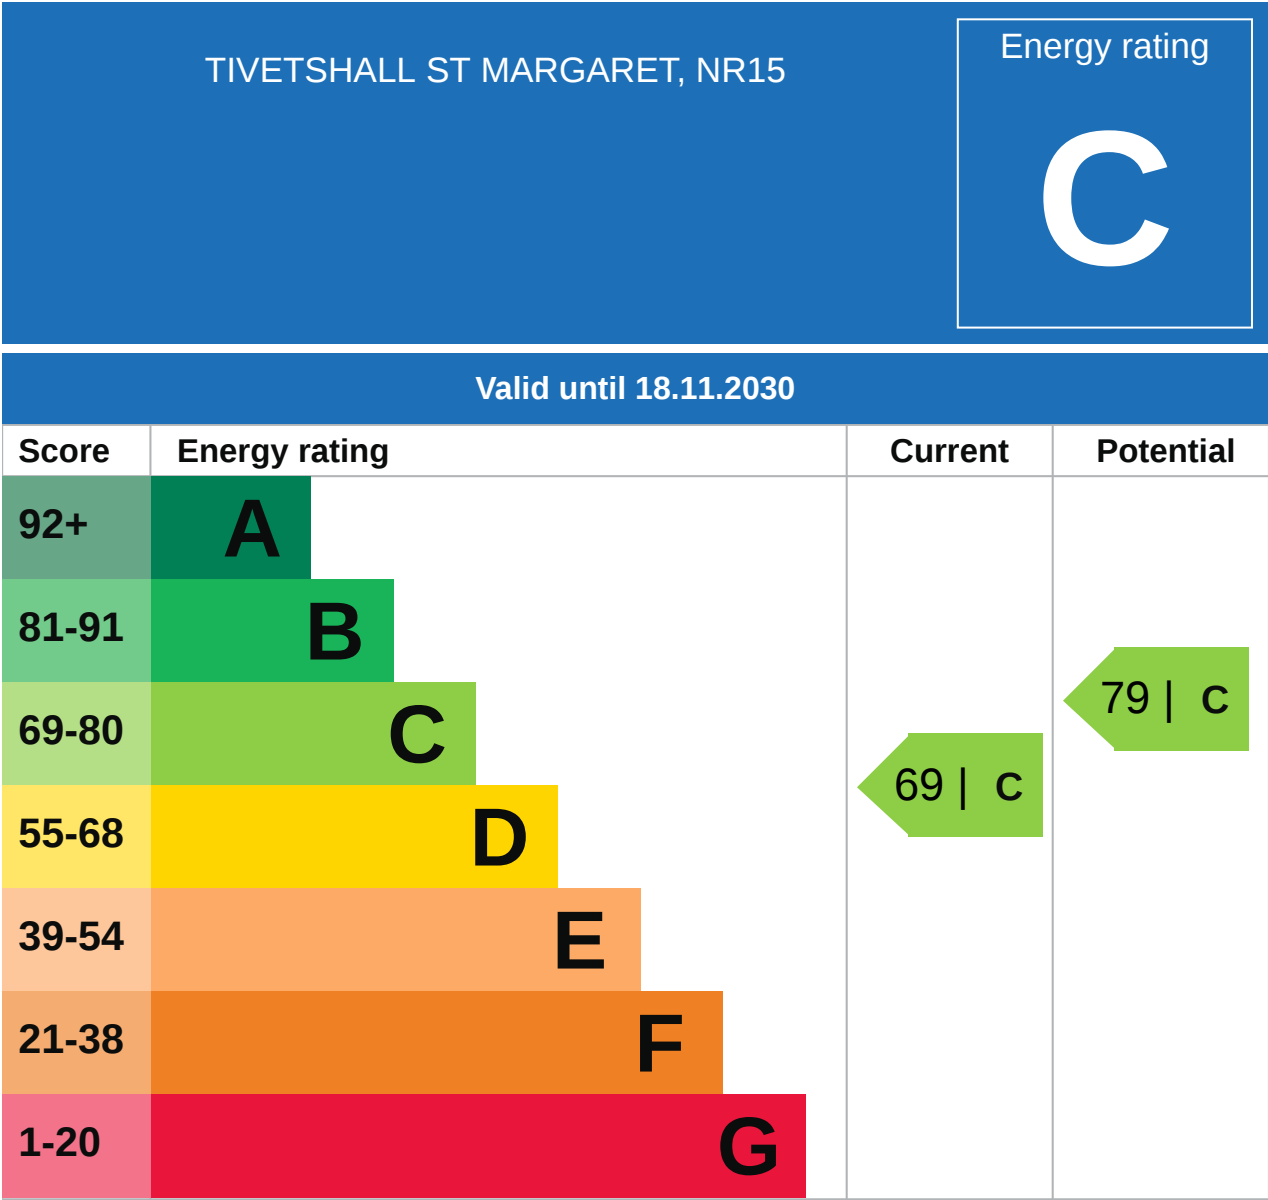 TIVETSHALL ST MARGARET, NR15
Energy rating
C
Valid until 18.11.2030
Score Energy rating Current Potential
92+ A
81-91 B
69-80 C
79 | C
69 | C
55-68 D
39-54 E
21-38 F
1-20 G